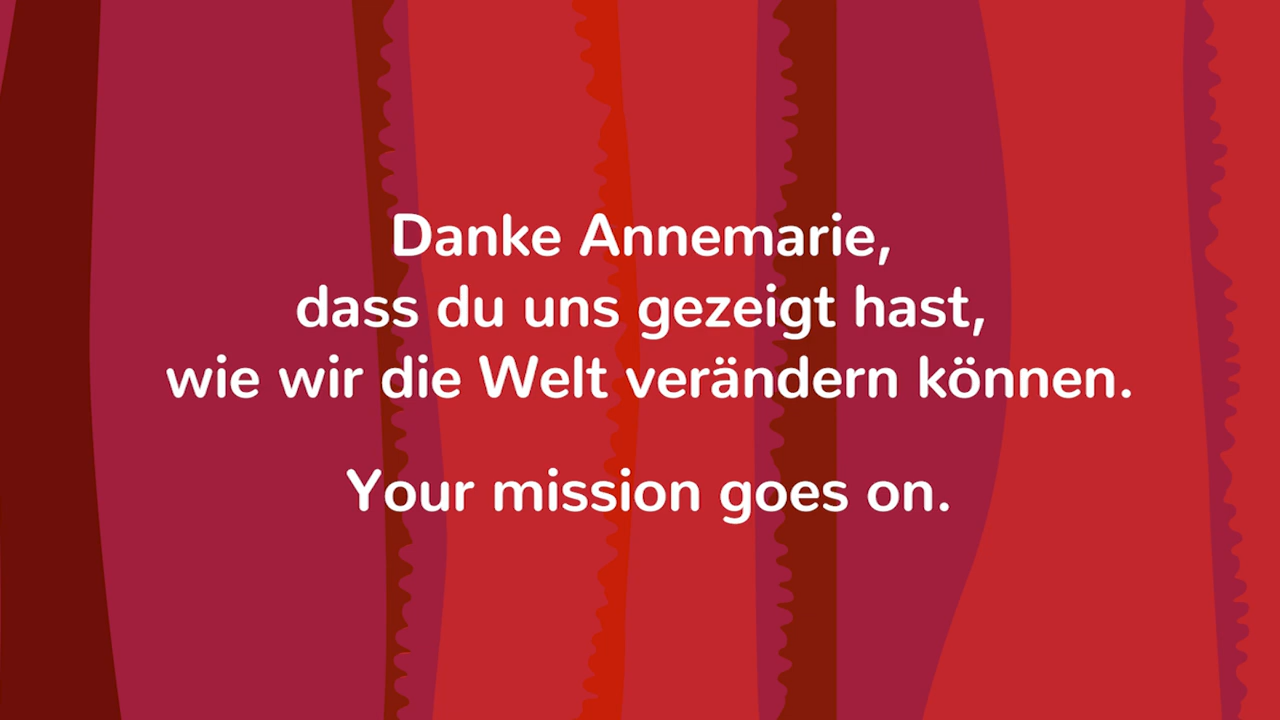 Danke Annemarie,
dass du uns gezeigt hast,
wie wir die Welt verändern können.
Your mission goes on.